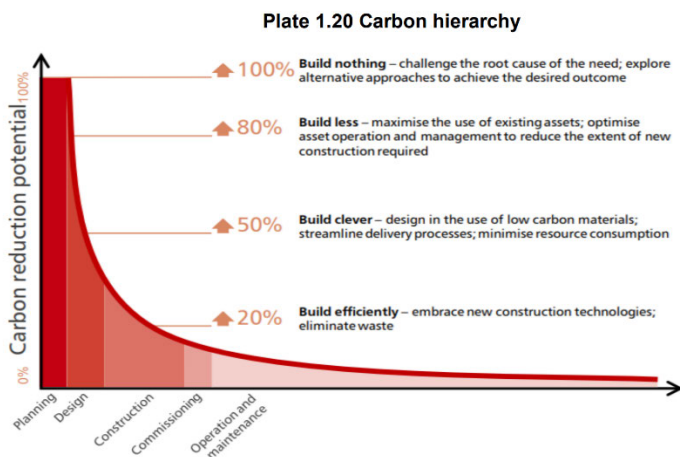 Plate 1.20 Carbon hierarchy
Carbon reduction potential
100%
0%
100%
Build nothing – challenge the root cause of the need; explore
alternative approaches to achieve the desired outcome
80%
Build less – maximise the use of existing assets; optimise
asset operation and management to reduce the extent of new
construction required
50%
Build clever – design in the use of low carbon materials;
streamline delivery processes; minimise resource consumption
20%
Build efficiently – embrace new construction technologies;
eliminate waste
Planning
Design
Construction
Commissioning
Operation and
maintenance